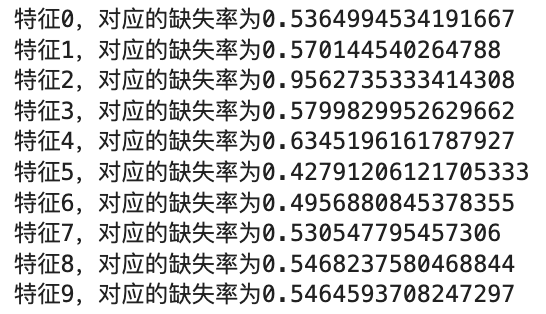 特征0，对应的缺失率为0.5364994534191667
特征1，对应的缺失率为0.570144540264788
特征2，对应的缺失率为0.9562735333414308
特征3，对应的缺失率为0.5799829952629662
特征4，对应的缺失率为0.6345196161787927
特征5，对应的缺失率为0.42791206121705333
特征6，对应的缺失率为0.4956880845378355
特征7，对应的缺失率为0.530547795457306
特征8，对应的缺失率为0.5468237580468844
特征9，对应的缺失率为0.5464593708247297